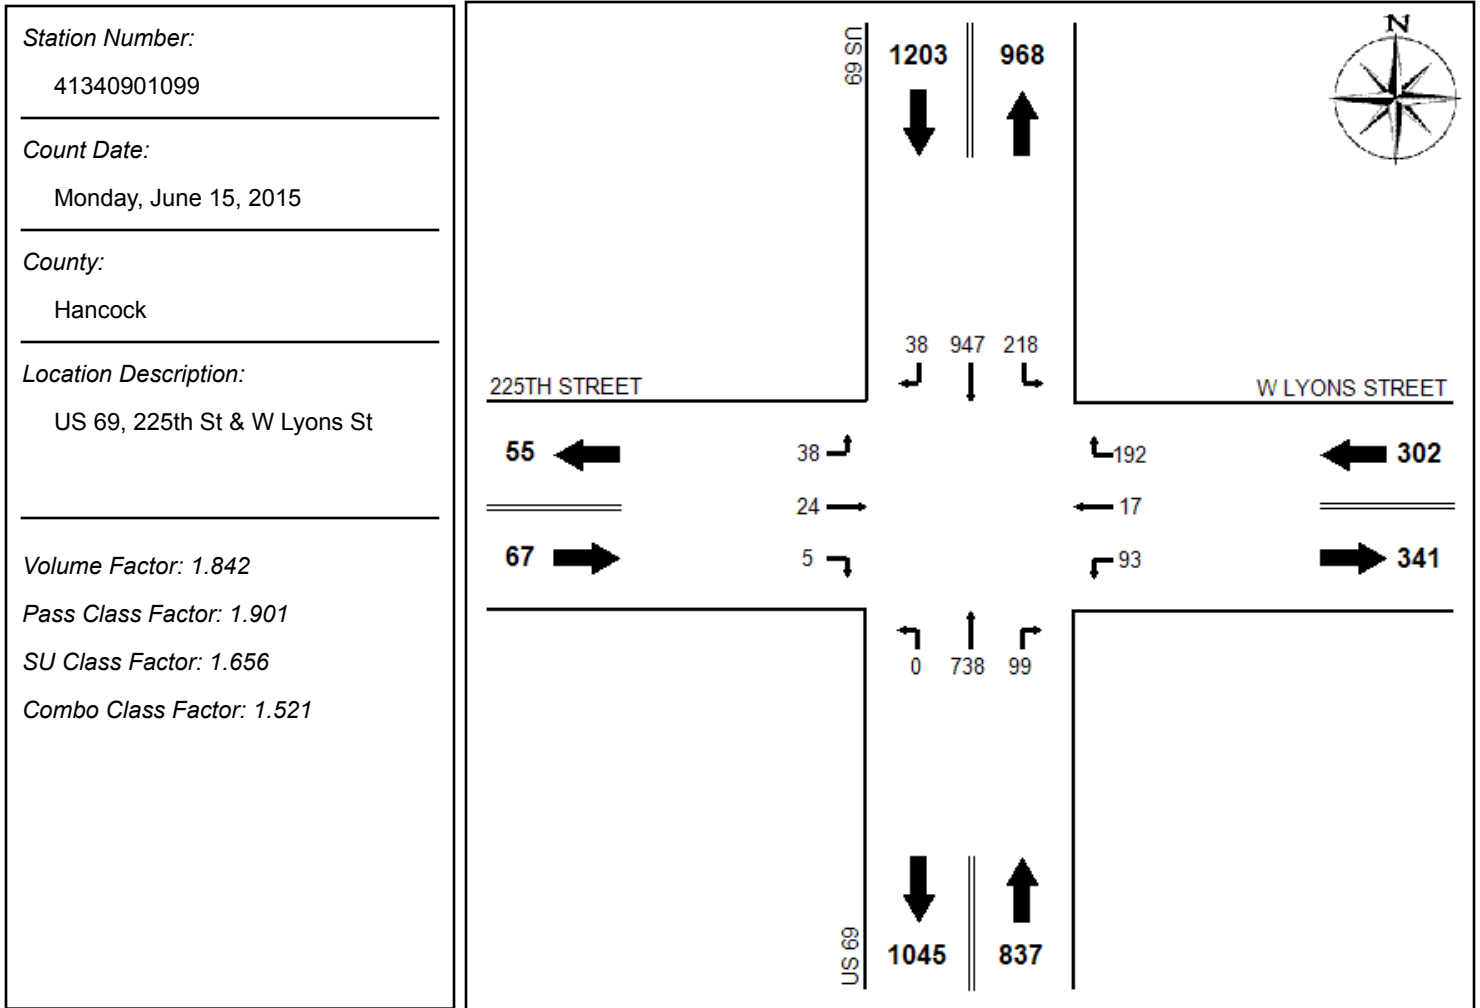 Station Number:
41340901099
Count Date:
Monday, June 15, 2015
County:
Hancock
Location Description:
US 69, 225th St & W Lyons St
Volume Factor: 1.842
Pass Class Factor: 1.901
SU Class Factor: 1.656
Combo Class Factor: 1.521
N
US 69
1203 968
38 947 218
225TH STREET
W LYONS STREET
55 38 192 302
24 17
67 5 93 341
0 738 99
US 69
1045 837